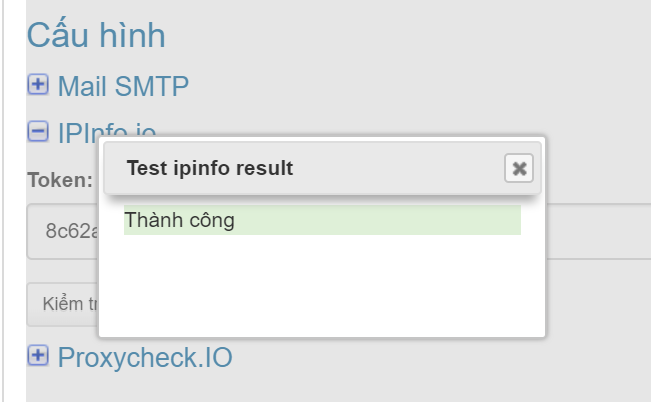 Cấu hình
Mail SMTP
IPInfo.io
Test ipinfo result
Token:
Thành công
8c62a
Kiểm tr
Proxycheck.IO